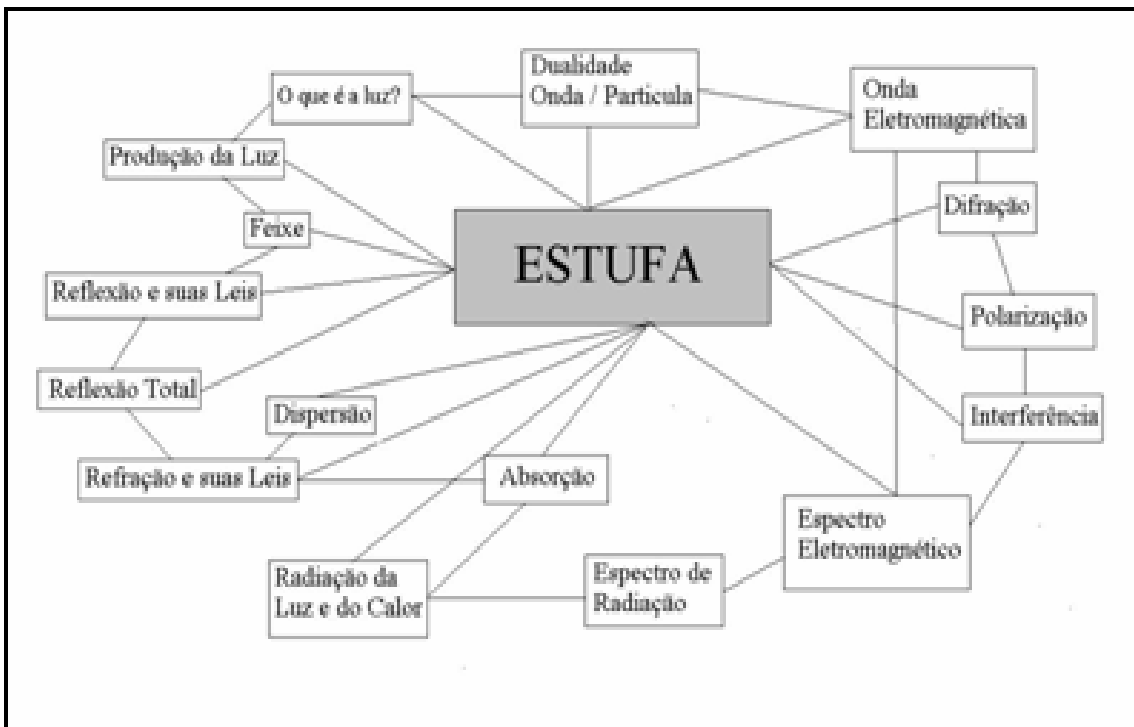 Dualidade
Onda / Particula
O que é a luz?
Onda
Eletromagnética
Produção da Luz
Difração
Feixe
ESTUFA
Reflexão e suas Leis
Polarização
Reflexão Total
Dispersão
Interferência
Refração e suas Leis
Absorção
Espectro
Eletromagnético
Radiação da
Luz e do Calor
Espectro de
Radiação